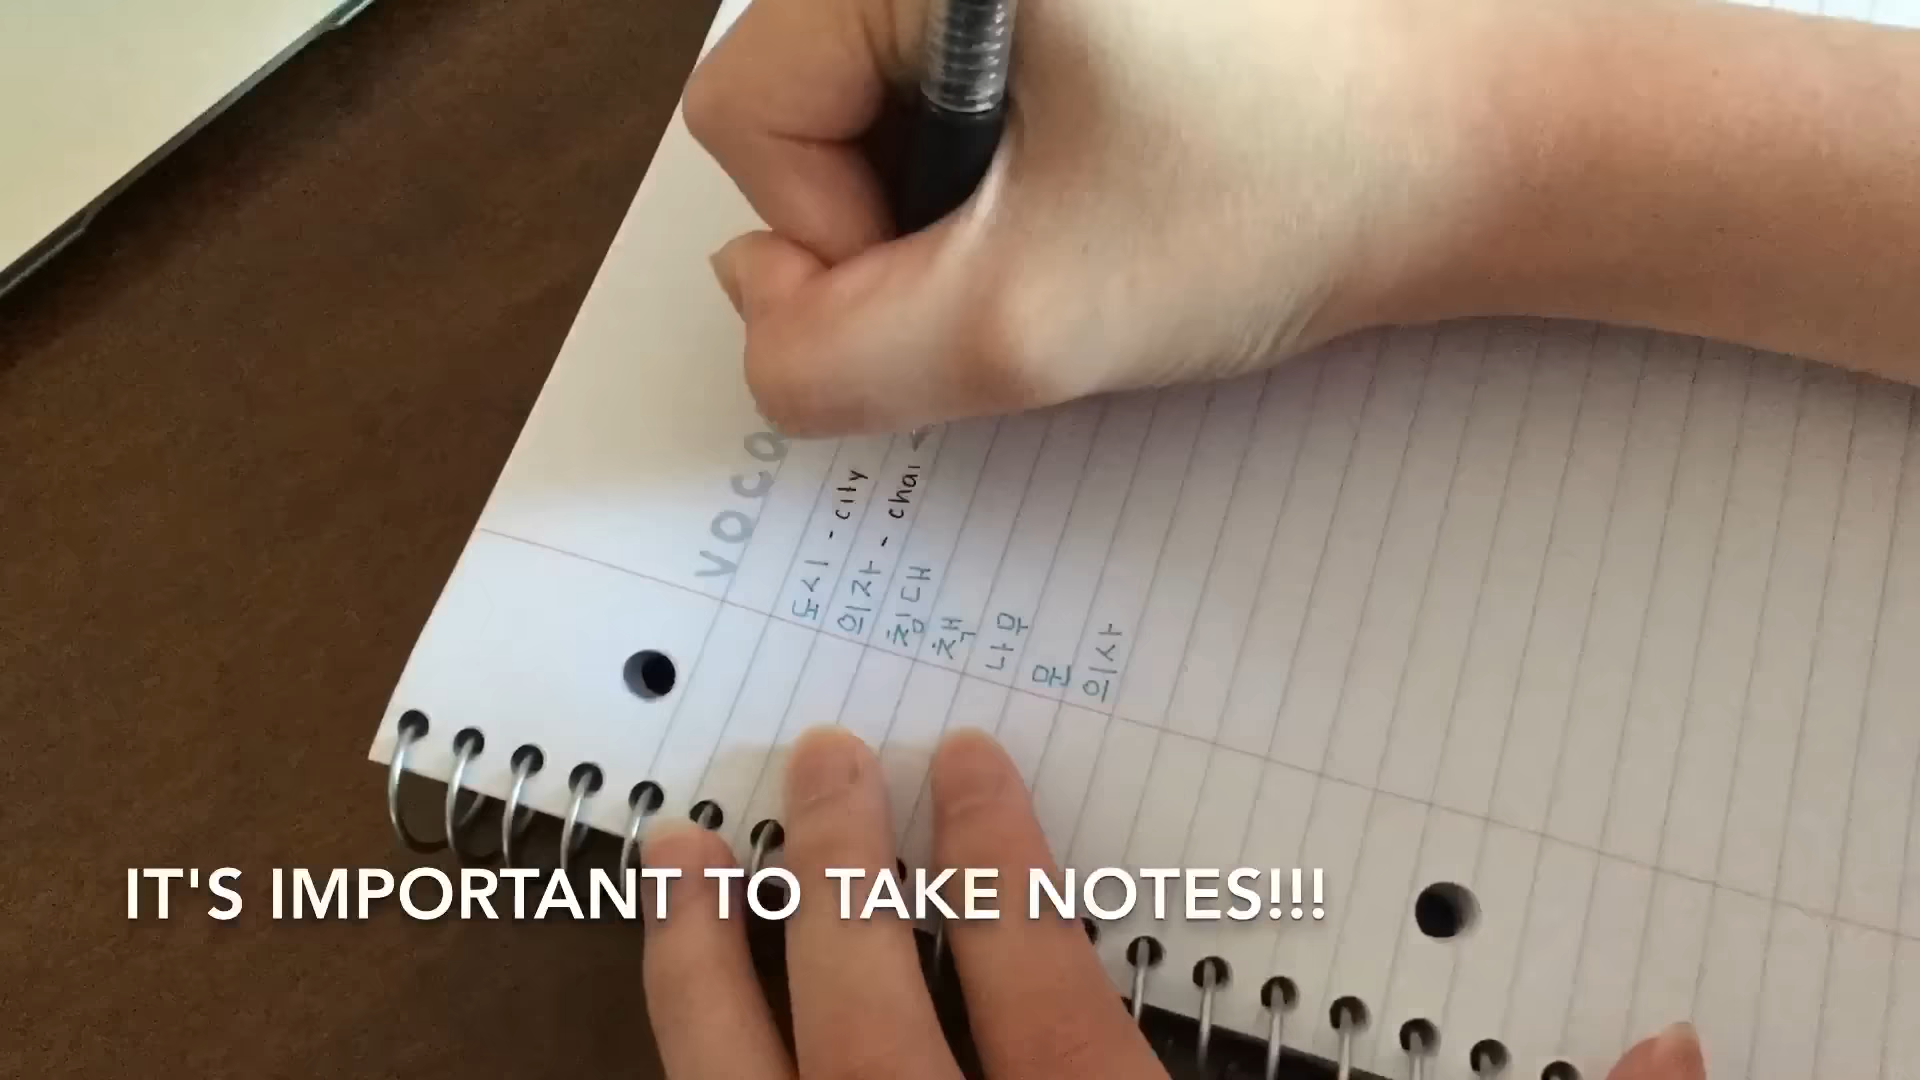 VOCA
도시 - city
의자 - chai
침대
책
나무
문
의사
IT'S IMPORTANT TO TAKE NOTES!!!